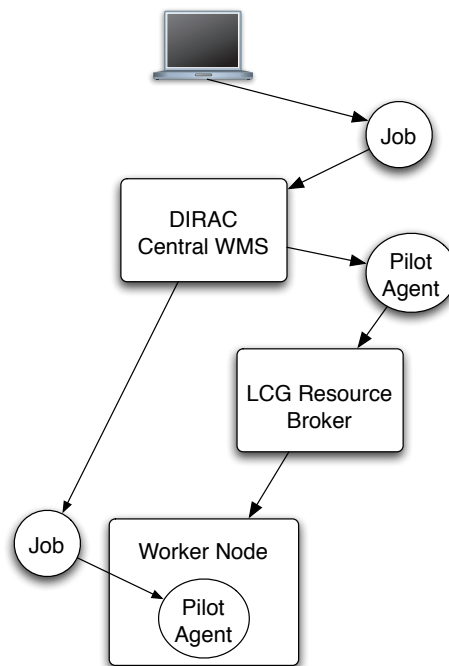 Job
DIRAC
Central WMS
Pilot
Agent
LCG Resource
Broker
Job
Worker Node
Pilot
Agent